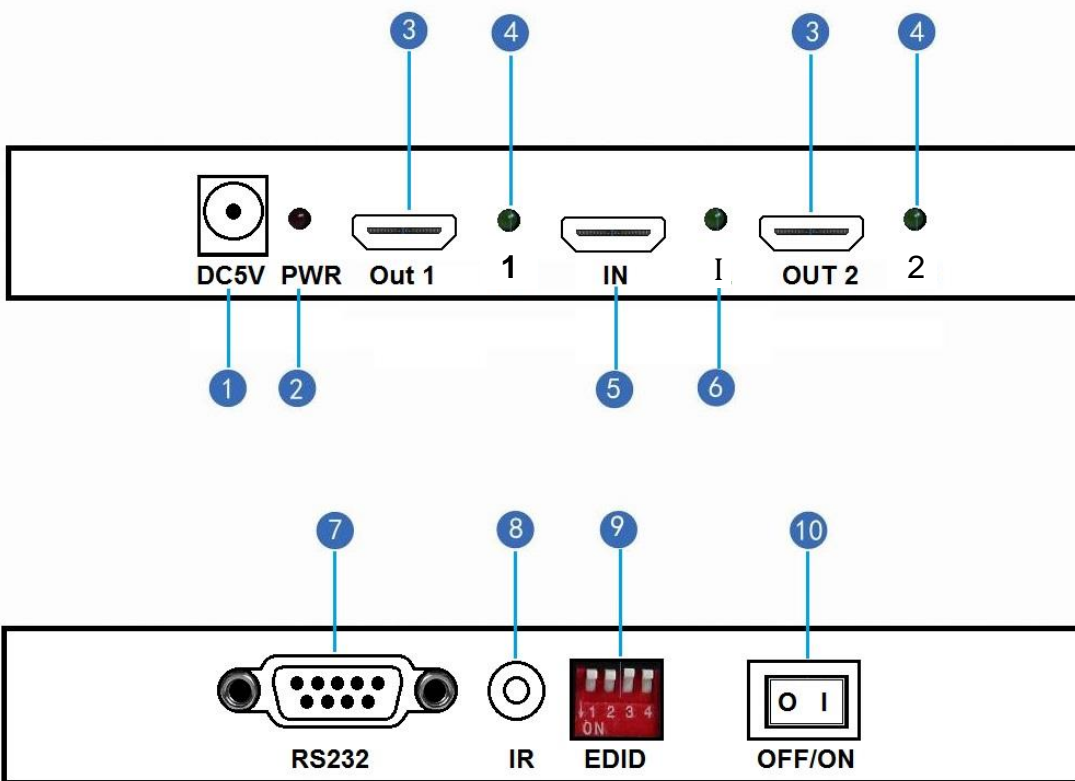 3 4 3 4
DC5V PWR Out 1 1 IN I OUT 2 2
1 2 5 6
7 8 9 10
↓1 2 3 4
ON
O I
RS232 IR EDID OFF/ON